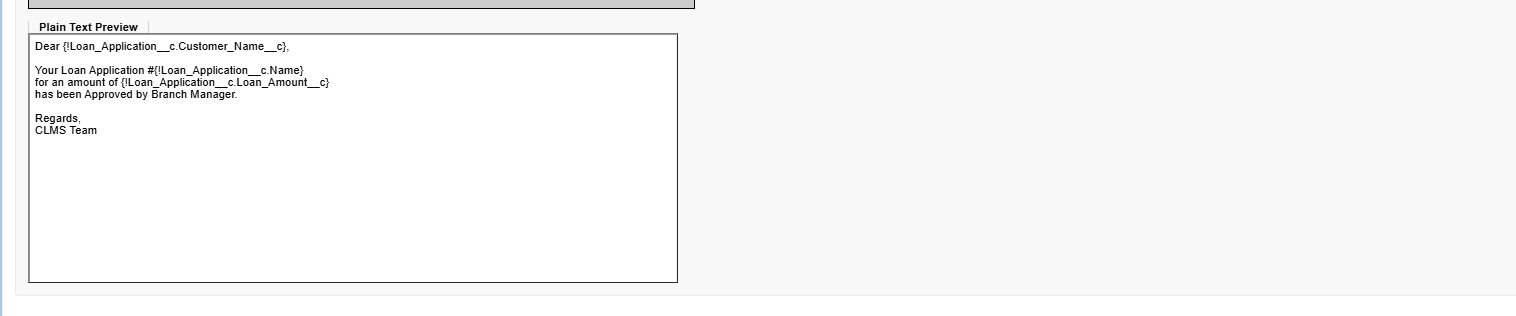 Plain Text Preview
Dear {!Loan_Application__c.Customer_Name__c},
Your Loan Application #{!Loan_Application__c.Name}
for an amount of {!Loan_Application__c.Loan_Amount__c}
has been Approved by Branch Manager.
Regards,
CLMS Team